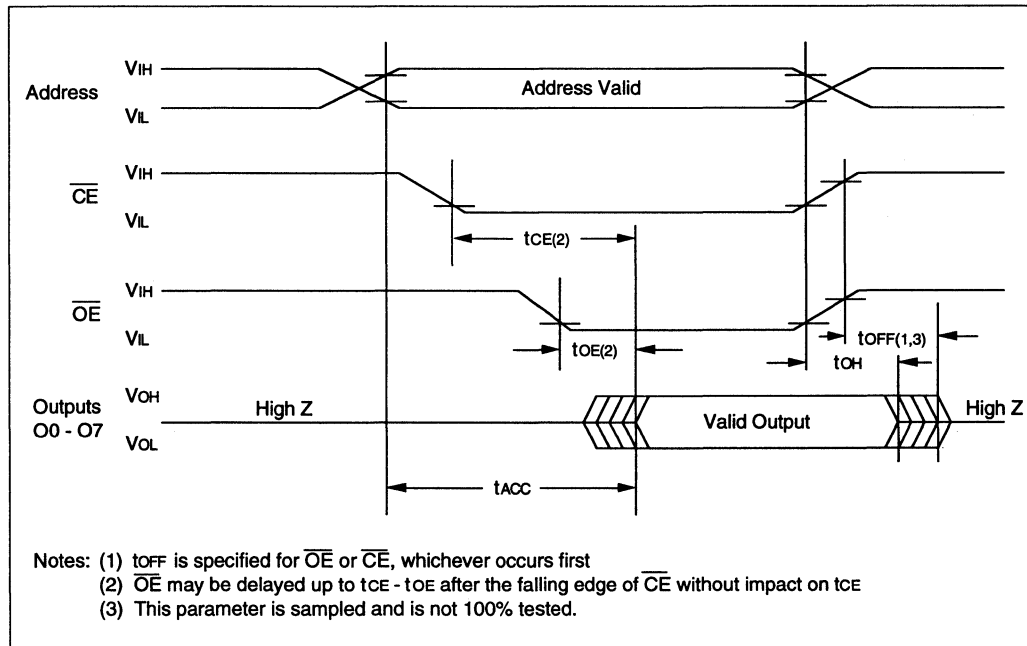 VIH
Address
Address Valid
VIL
VIH
CE
VIL
tCE(2)
VIH
OE
VIL
tOE(2)
tOFF(1,3)
tOH
VOH
Outputs
O0 - O7
High Z
Valid Output
High Z
VOL
tACC
Notes: (1) tOFF is specified for OE or CE, whichever occurs first
(2) OE may be delayed up to tCE - tOE after the falling edge of CE without impact on tCE
(3) This parameter is sampled and is not 100% tested.